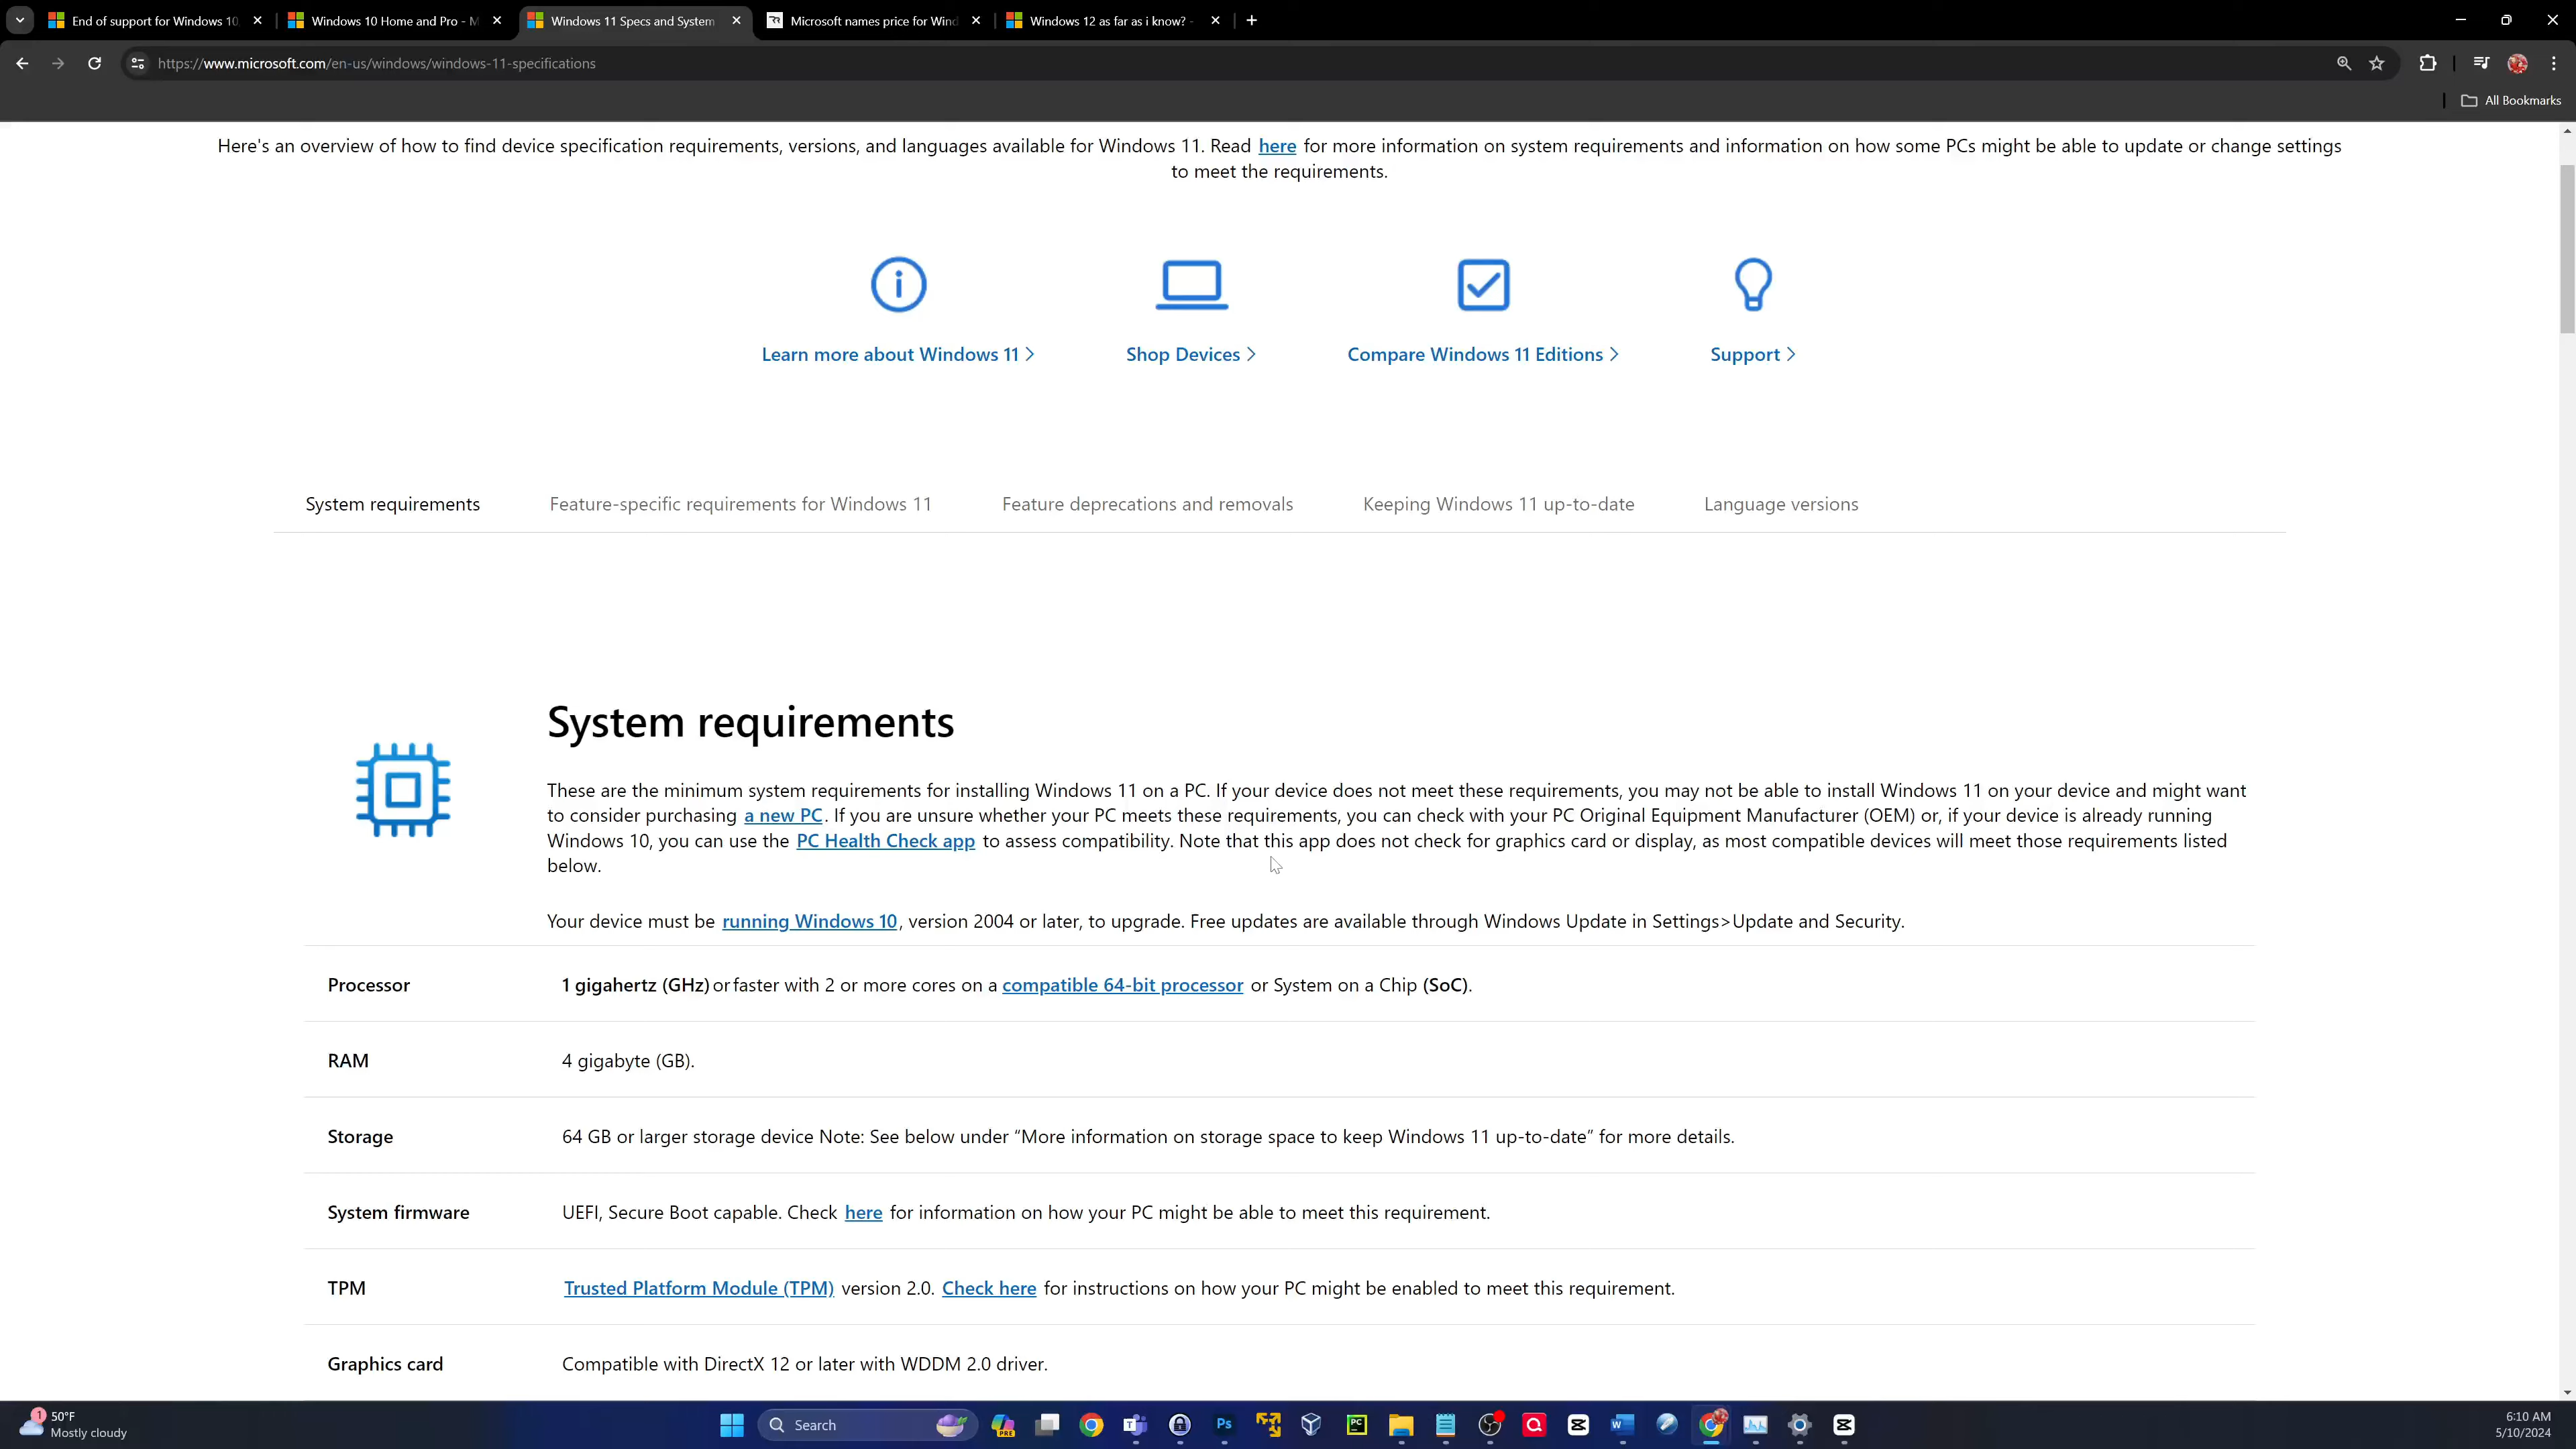 End of support for Windows 10,
Windows 10 Home and Pro - M
Windows 11 Specs and System
Microsoft names price for Wind
Windows 12 as far as i know? -
https://www.microsoft.com/en-us/windows/windows-11-specifications
All Bookmarks
Here's an overview of how to find device specification requirements, versions, and languages available for Windows 11. Read here for more information on system requirements and information on how some PCs might be able to update or change settings
to meet the requirements.
Learn more about Windows 11 >
Shop Devices >
Compare Windows 11 Editions >
Support >
System requirements
Feature-specific requirements for Windows 11
Feature deprecations and removals
Keeping Windows 11 up-to-date
Language versions
System requirements
These are the minimum system requirements for installing Windows 11 on a PC. If your device does not meet these requirements, you may not be able to install Windows 11 on your device and might want
to consider purchasing a new PC. If you are unsure whether your PC meets these requirements, you can check with your PC Original Equipment Manufacturer (OEM) or, if your device is already running
Windows 10, you can use the PC Health Check app to assess compatibility. Note that this app does not check for graphics card or display, as most compatible devices will meet those requirements listed
below.
Your device must be running Windows 10, version 2004 or later, to upgrade. Free updates are available through Windows Update in Settings>Update and Security.
Processor
1 gigahertz (GHz) or faster with 2 or more cores on a compatible 64-bit processor or System on a Chip (SoC).
RAM
4 gigabyte (GB).
Storage
64 GB or larger storage device Note: See below under “More information on storage space to keep Windows 11 up-to-date” for more details.
System firmware
UEFI, Secure Boot capable. Check here for information on how your PC might be able to meet this requirement.
TPM
Trusted Platform Module (TPM) version 2.0. Check here for instructions on how your PC might be enabled to meet this requirement.
Graphics card
Compatible with DirectX 12 or later with WDDM 2.0 driver.
1
50°F
Mostly cloudy
Search
PRE
T
Ps
PC
W
6:10 AM
5/10/2024